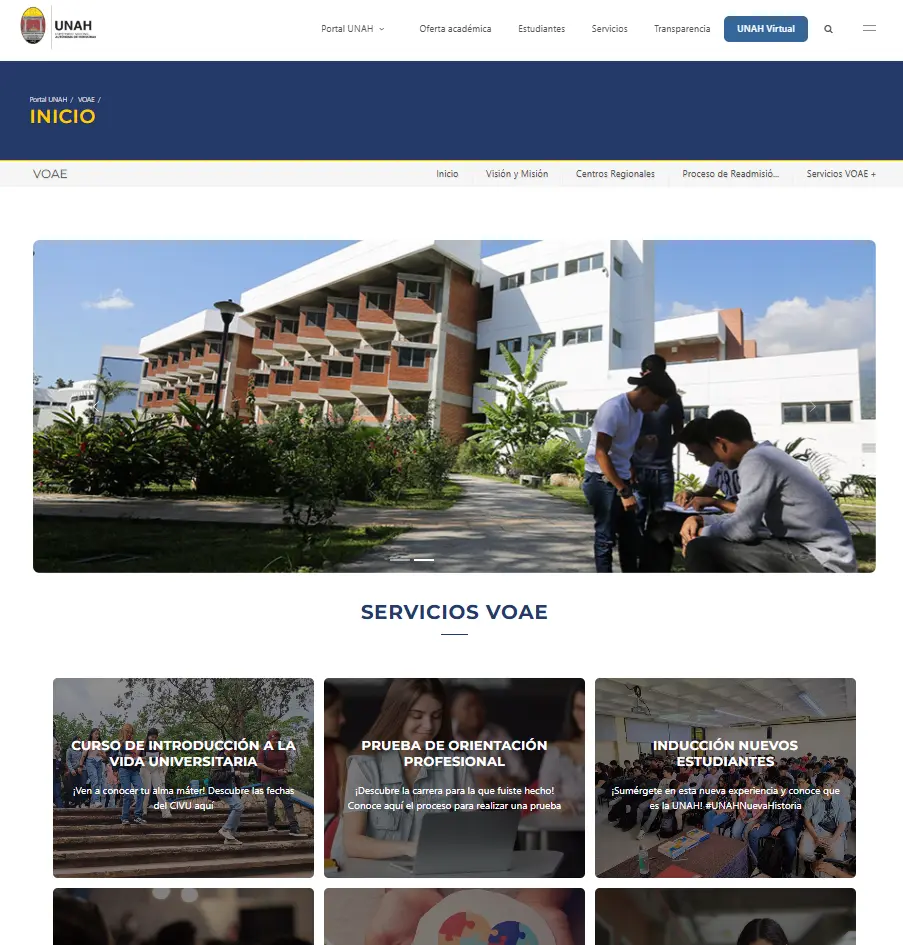 UNAH
Portal UNAH
Oferta académica
Estudiantes
Servicios
Transparencia
UNAH Virtual
Portal UNAH / VOAE /
INICIO
VOAE
Inicio
Visión y Misión
Centros Regionales
Proceso de Readmisió...
Servicios VOAE +
SERVICIOS VOAE
CURSO DE INTRODUCCIÓN A LA
VIDA UNIVERSITARIA
¡Ven a conocer tu alma máter! Descubre las fechas
del CIVU aquí
PRUEBA DE ORIENTACIÓN
PROFESIONAL
¡Descubre la carrera para la que fuiste hecho!
Conoce aquí el proceso para realizar una prueba
INDUCCIÓN NUEVOS
ESTUDIANTES
¡Sumérgete en esta nueva experiencia y conoce que
es la UNAH! #UNAHNuevaHistoria